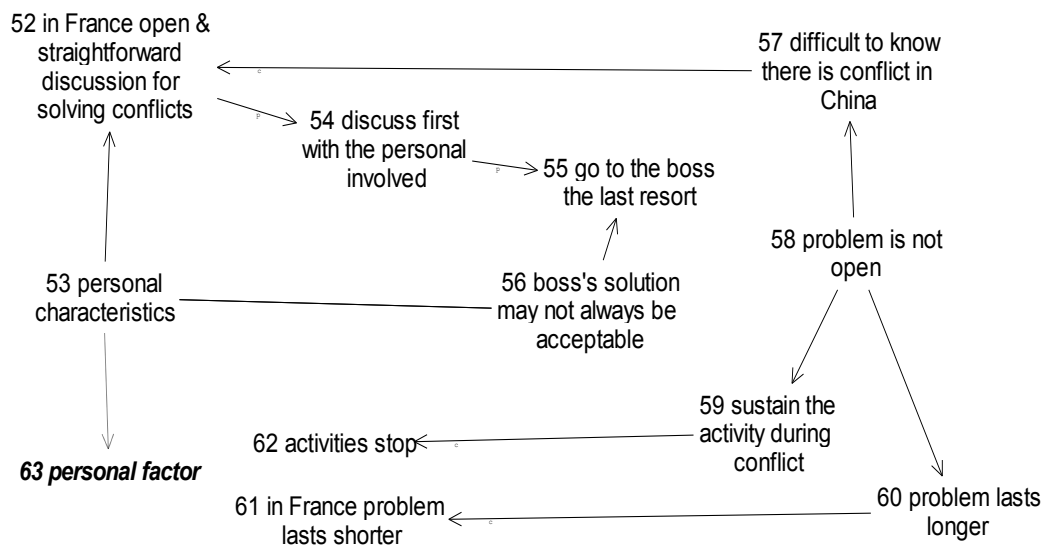 52 in France open &
straightforward
discussion for
solving conflicts
57 difficult to know
there is conflict in
China
c
p
54 discuss first
with the personal
involved
p
55 go to the boss
the last resort
58 problem is not
open
53 personal
characteristics
56 boss's solution
may not always be
acceptable
59 sustain the
activity during
conflict
62 activities stop
c
63 personal factor
61 in France problem
lasts shorter
c
60 problem lasts
longer